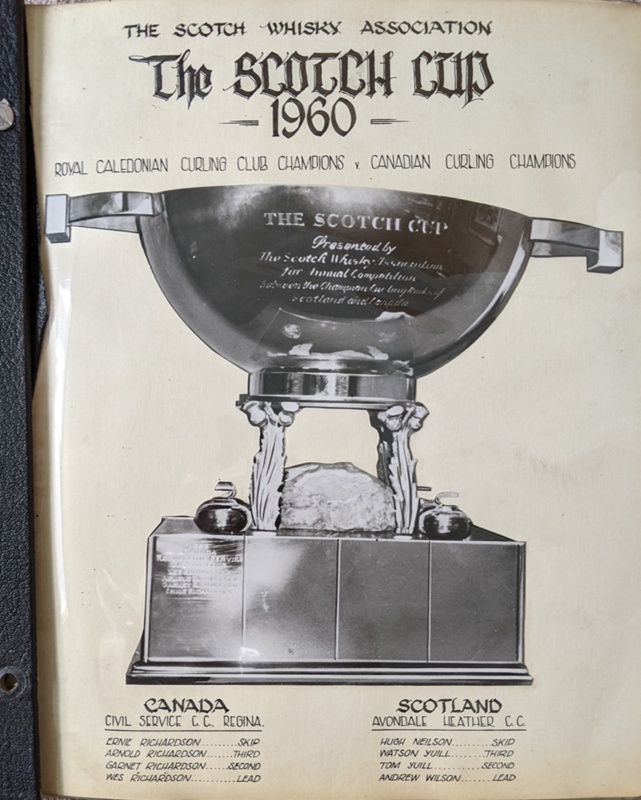 THE SCOTCH WHISKY ASSOCIATION
The SCOTCH CUP
— 1960 —
ROYAL CALEDONIAN CURLING CLUB CHAMPIONS v. CANADIAN CURLING CHAMPIONS
THE SCOTCH CUP
Presented by
The Scotch Whisky Association
for Annual Competition
between the Champion Curling Rinks of
Scotland and Canada
CANADA
CIVIL SERVICE C.C., REGINA.
ERNIE RICHARDSON..........SKIP
ARNOLD RICHARDSON........THIRD
GARNET RICHARDSON.....SECOND
WES RICHARDSON............LEAD
SCOTLAND
AVONDALE HEATHER C.C.
HUGH NEILSON............SKIP
WATSON YUILL..........THIRD
TOM YUILL............SECOND
ANDREW WILSON.......LEAD